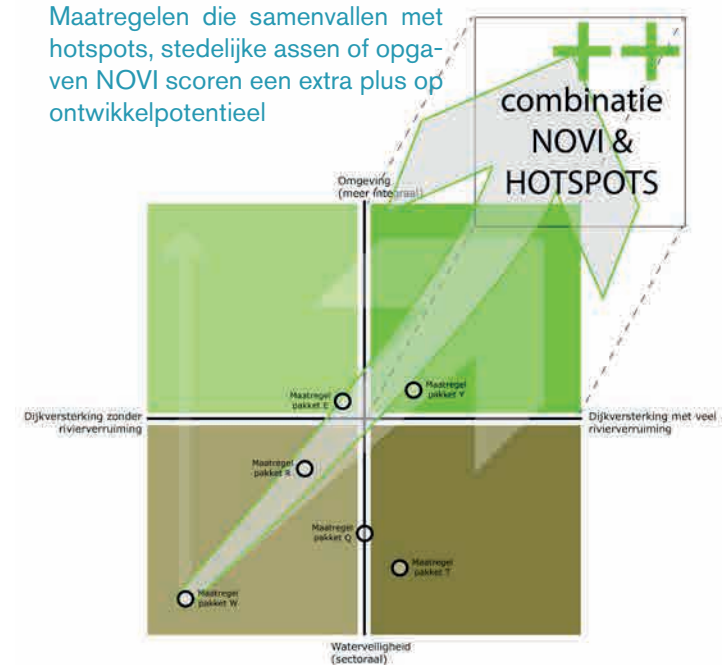 Maatregelen die samenvallen met
hotspots, stedelijke assen of opga-
ven NOVI scoren een extra plus op
ontwikkelpotentieel
++
combinatie
NOVI &
HOTSPOTS
Omgeving
(meer integraal)
Maatregel
pakket E
Maatregel
pakket Y
Dijkversterking zonder
rivierverruiming
Dijkversterking met veel
rivierverruiming
Maatregel
pakket R
Maatregel
pakket Q
Maatregel
pakket T
Maatregel
pakket W
Waterveiligheid
(sectoraal)